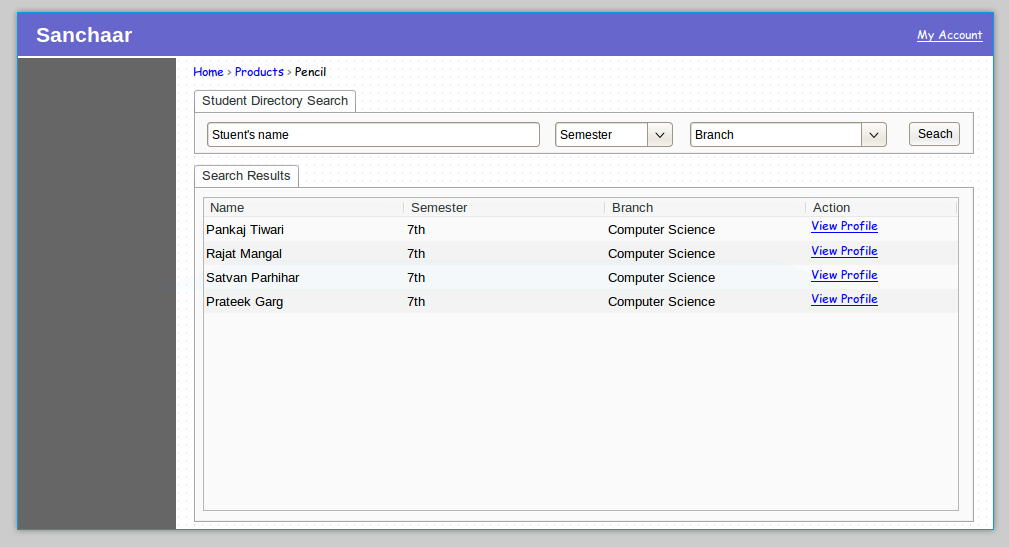 Sanchaar
My Account
Home > Products > Pencil
Student Directory Search
Stuent's name Semester Branch Seach
Search Results
Name Semester Branch Action
Pankaj Tiwari 7th Computer Science View Profile
Rajat Mangal 7th Computer Science View Profile
Satvan Parhihar 7th Computer Science View Profile
Prateek Garg 7th Computer Science View Profile